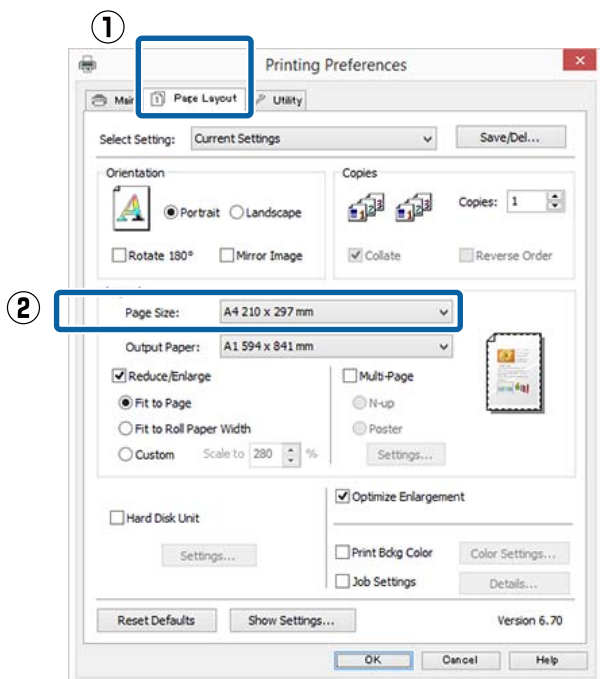 ①
Printing Preferences
Main Page Layout Utility
Select Setting: Current Settings Save/Del...
Orientation Copies
Portrait Landscape Copies: 1
Rotate 180° Mirror Image Collate Reverse Order
②
Page Size: A4 210 x 297 mm
Output Paper: A1 594 x 841 mm
Reduce/Enlarge Multi-Page
Fit to Page N-up
Fit to Roll Paper Width Poster
Custom Scale to 280 % Settings...
Optimize Enlargement
Hard Disk Unit
Settings... Print Bckg Color Color Settings...
Job Settings Details...
Reset Defaults Show Settings... Version 6.70
OK Cancel Help